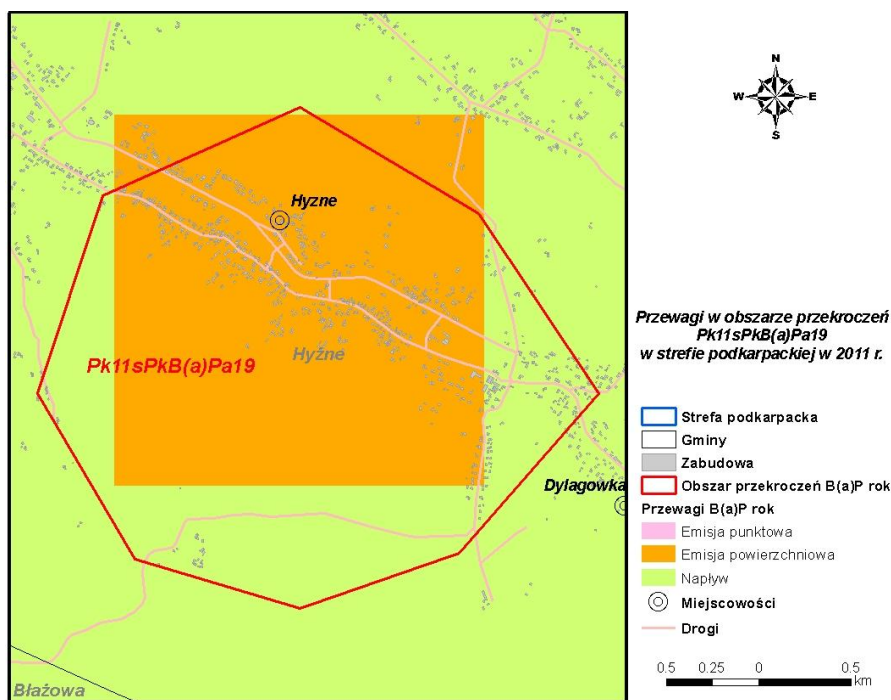 Hyzne
Pk11sPkB(a)Pa19
Hyżne
Dylagowka
Błażowa
N
W
E
S
Przewagi w obszarze przekroczeń
Pk11sPkB(a)Pa19
w strefie podkarpackiej w 2011 r.
Strefa podkarpacka
Gminy
Zabudowa
Obszar przekroczeń B(a)P rok
Przewagi B(a)P rok
Emisja punktowa
Emisja powierzchniowa
Napływ
Miejscowości
Drogi
0.5 0.25 0 0.5
km